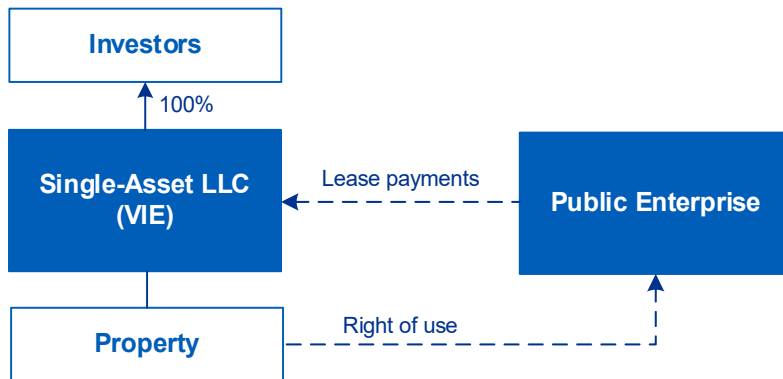 Investors
100%
Single-Asset LLC
(VIE)
Lease payments
Public Enterprise
Right of use
Property